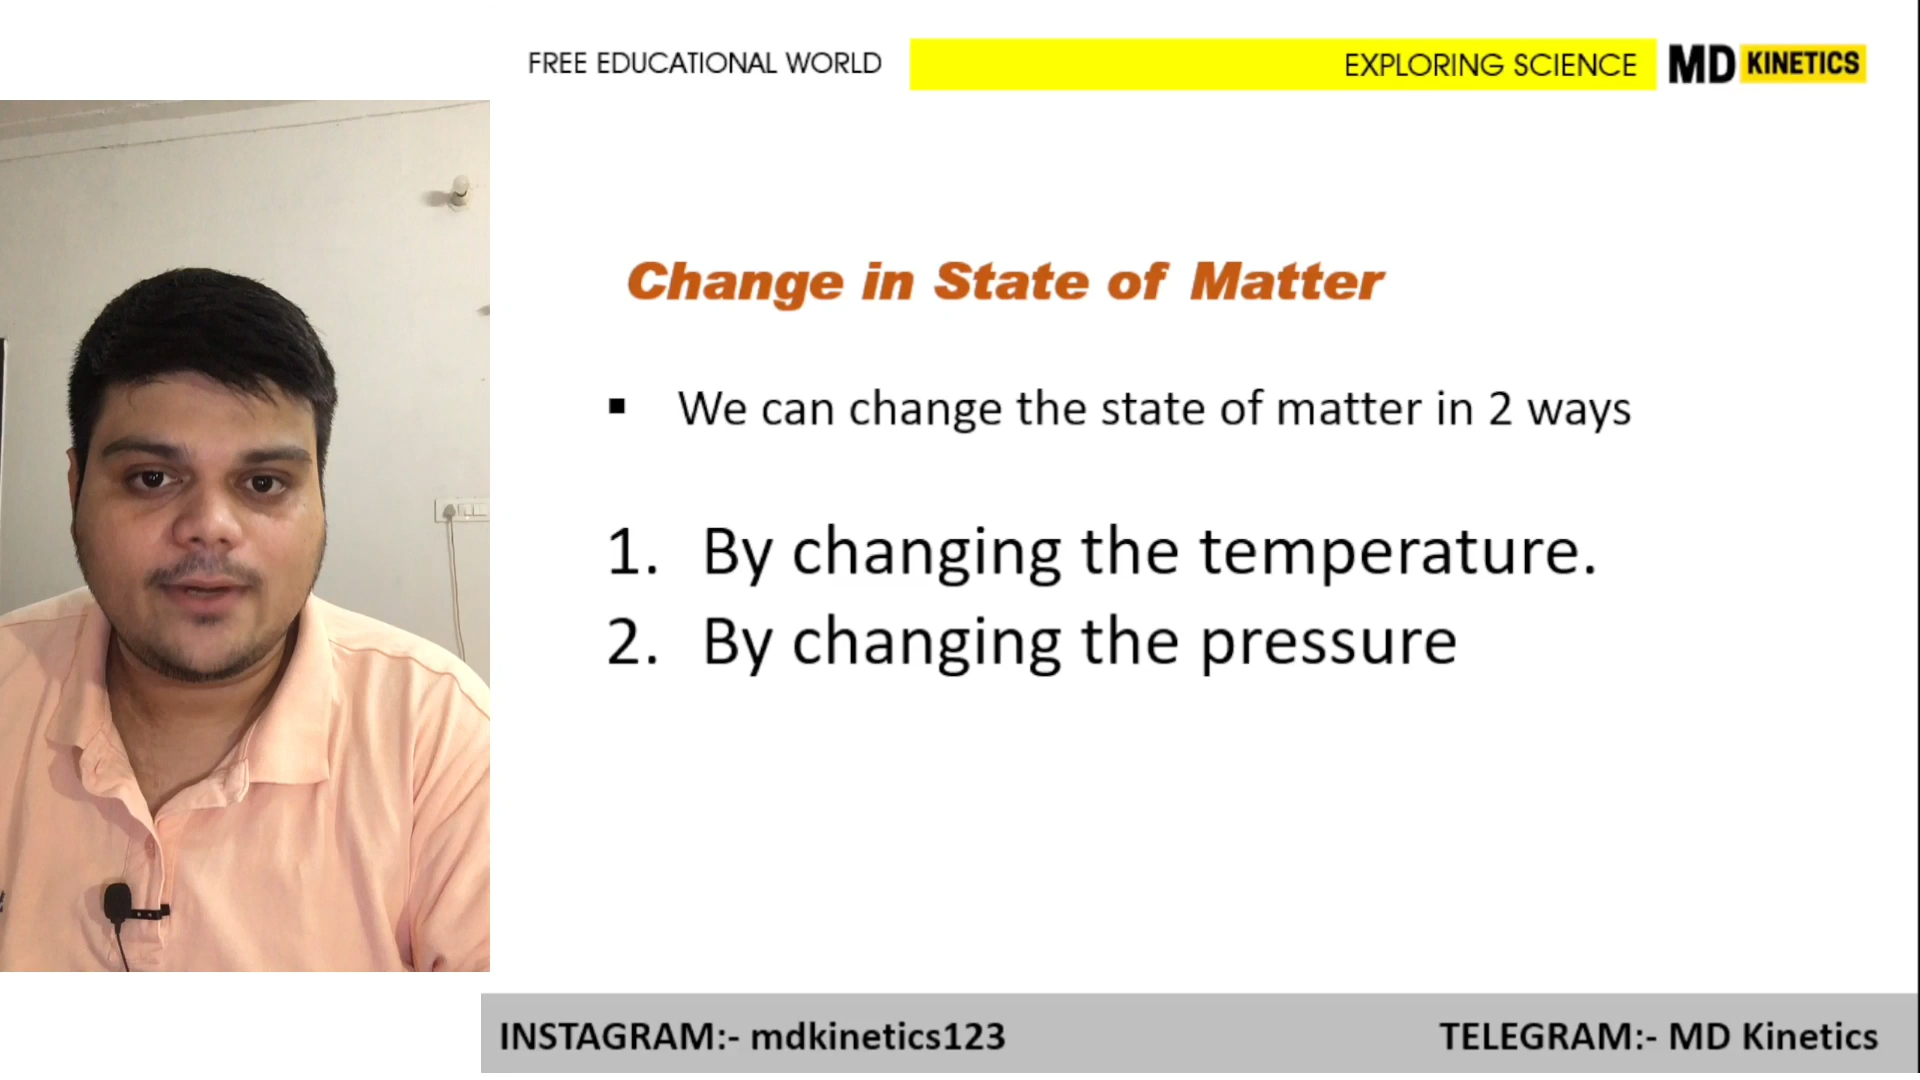 FREE EDUCATIONAL WORLD
EXPLORING SCIENCE
MD KINETICS
Change in State of Matter
▪ We can change the state of matter in 2 ways
1. By changing the temperature.
2. By changing the pressure
INSTAGRAM:- mdkinetics123
TELEGRAM:- MD Kinetics